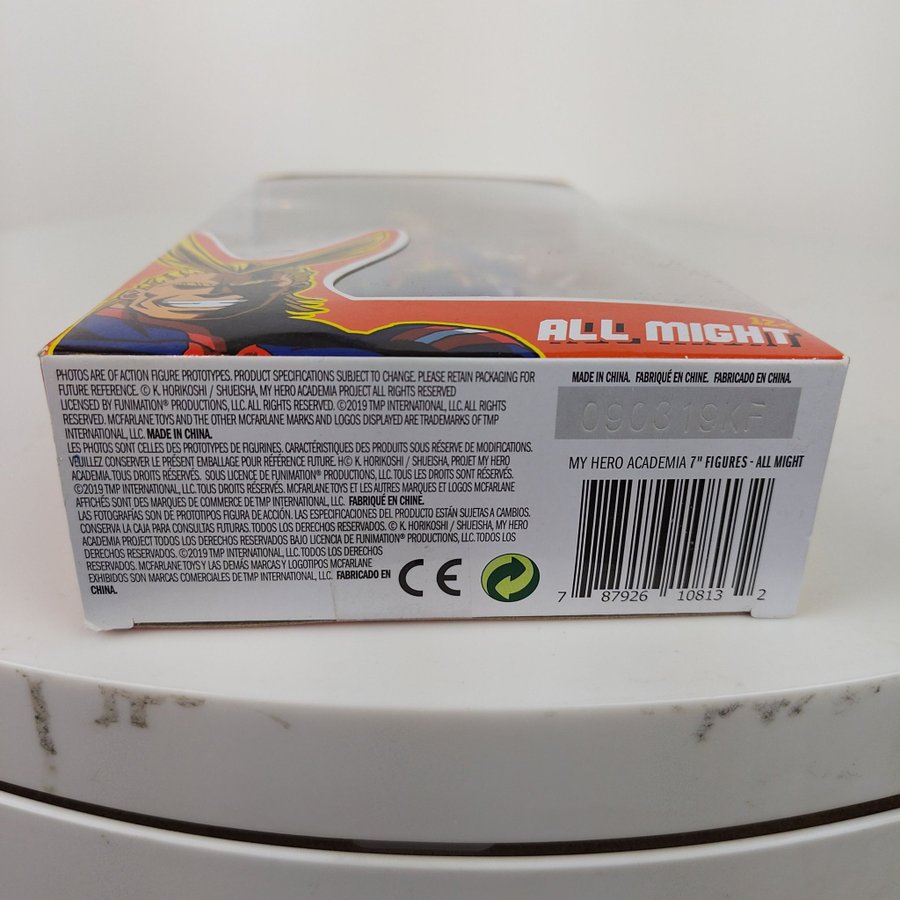 ALL MIGHT
PHOTOS ARE OF ACTION FIGURE PROTOTYPES. PRODUCT SPECIFICATIONS SUBJECT TO CHANGE. PLEASE RETAIN PACKAGING FOR
FUTURE REFERENCE. © K. HORIKOSHI / SHUEISHA, MY HERO ACADEMIA PROJECT ALL RIGHTS RESERVED
LICENSED BY FUNIMATION® PRODUCTIONS, LLC. ALL RIGHTS RESERVED. ©2019 TMP INTERNATIONAL, LLC. ALL RIGHTS
RESERVED. MCFARLANE TOYS AND THE OTHER MCFARLANE MARKS AND LOGOS DISPLAYED ARE TRADEMARKS OF TMP
INTERNATIONAL, LLC. MADE IN CHINA.
LES PHOTOS SONT CELLES DES PROTOTYPES DE FIGURINES. CARACTÉRISTIQUES DES PRODUITS SOUS RÉSERVE DE MODIFICATIONS.
VEUILLEZ CONSERVER LE PRÉSENT EMBALLAGE POUR RÉFÉRENCE FUTURE. H© K. HORIKOSHI / SHUEISHA, PROJET MY HERO
ACADEMIA. TOUS DROITS RÉSERVÉS. SOUS LICENCE DE FUNIMATION® PRODUCTIONS, LLC. TOUS LES DROITS SONT RÉSERVÉS.
©2019 TMP INTERNATIONAL, LLC. TOUS DROITS RÉSERVÉS. MCFARLANE TOYS ET LES AUTRES MARQUES ET LOGOS MCFARLANE
AFFICHÉS SONT DES MARQUES DE COMMERCE DE TMP INTERNATIONAL, LLC. FABRIQUÉ EN CHINE.
LAS FOTOGRAFÍAS SON DE PROTOTIPOS FIGURA DE ACCIÓN. LAS ESPECIFICACIONES DEL PRODUCTO ESTÁN SUJETAS A CAMBIOS.
CONSERVA LA CAJA PARA CONSULTAS FUTURAS. TODOS LOS DERECHOS RESERVADOS. © K. HORIKOSHI / SHUEISHA, MY HERO
ACADEMIA PROJECT TODOS LOS DERECHOS RESERVADOS BAJO LICENCIA DE FUNIMATION® PRODUCTIONS, LLC. TODOS LOS
DERECHOS RESERVADOS. ©2019 TMP INTERNATIONAL, LLC. TODOS LOS DERECHOS
RESERVADOS. MCFARLANE TOYS Y LAS DEMÁS MARCAS Y LOGOTIPOS MCFARLANE
EXHIBIDOS SON MARCAS COMERCIALES DE TMP INTERNATIONAL, LLC. FABRICADO EN
CHINA.
CE
MADE IN CHINA. FABRIQUÉ EN CHINE. FABRICADO EN CHINA.
MY HERO ACADEMIA 7" FIGURES - ALL MIGHT
7 87926 10813 2